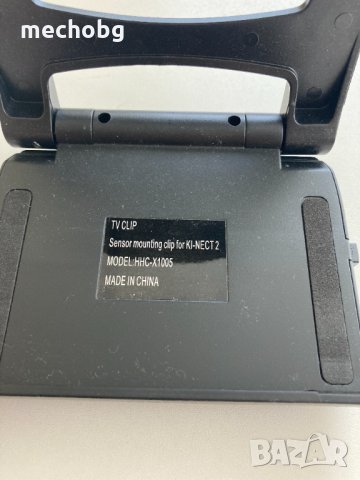 mechobg
TV CLIP
Sensor mounting clip for KI-NECT 2
MODEL:HHC-X1005
MADE IN CHINA
BAZAR